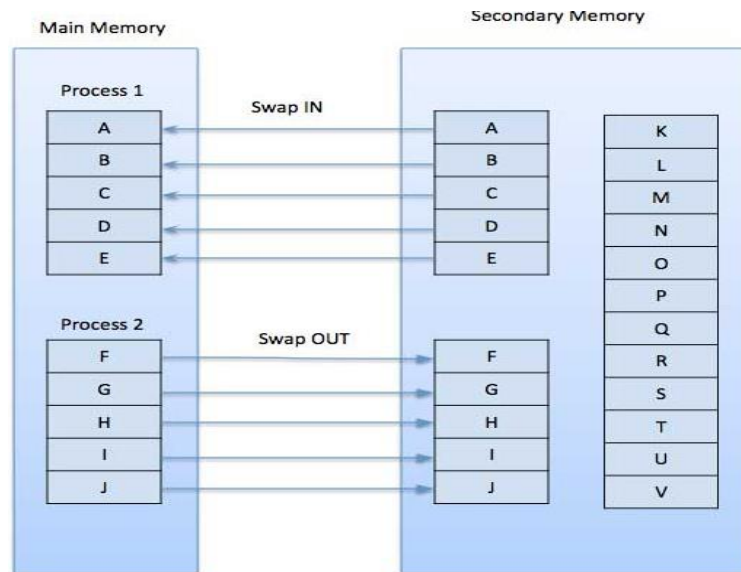 Secondary Memory
Main Memory
Process 1
Swap IN
A
B
C
D
E
A
B
C
D
E
Process 2
Swap OUT
F
G
H
I
J
F
G
H
I
J
K
L
M
N
O
P
Q
R
S
T
U
V